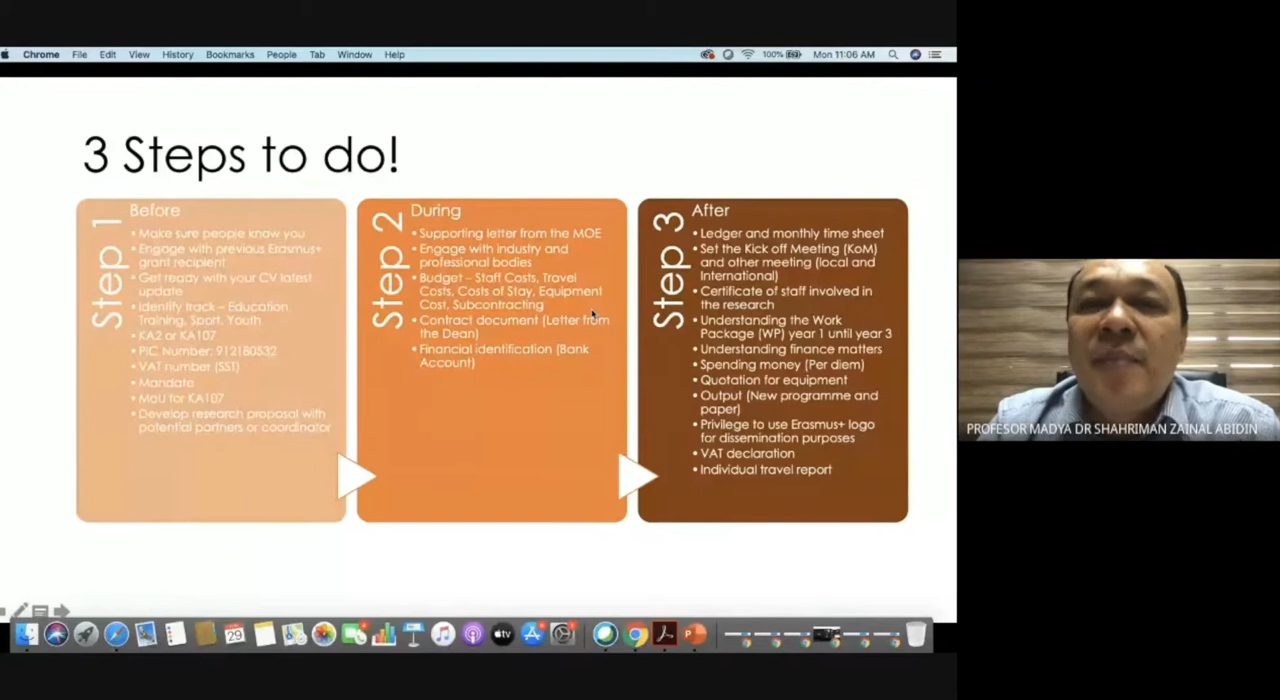 Chrome File Edit View History Bookmarks People Tab Window Help
100% Mon 11:06 AM
3 Steps to do!
Step 1
Before
• Make sure people know you
• Engage with previous Erasmus+
grant recipient
• Get ready with your CV latest
update
• Identify track – Education
Training, Sport, Youth
• KA2 or KA107
• PIC Number: 912180532
• VAT number (SST)
• Mandate
• MoU for KA107
• Develop research proposal with
potential partners or coordinator
Step 2
During
• Supporting letter from the MOE
• Engage with industry and
professional bodies
• Budget – Staff Costs, Travel
Costs, Costs of Stay, Equipment
Cost, Subcontracting
• Contract document (Letter from
the Dean)
• Financial identification (Bank
Account)
Step 3
After
• Ledger and monthly time sheet
• Set the Kick off Meeting (KoM)
and other meeting (local and
International)
• Certificate of staff involved in
the research
• Understanding the Work
Package (WP) year 1 until year 3
• Understanding finance matters
• Spending money (Per diem)
• Quotation for equipment
• Output (New programme and
paper)
• Privilege to use Erasmus+ logo
for dissemination purposes
• VAT declaration
• Individual travel report
PROFESOR MADYA DR SHAHRIMAN ZAINAL ABIDIN
29
tv